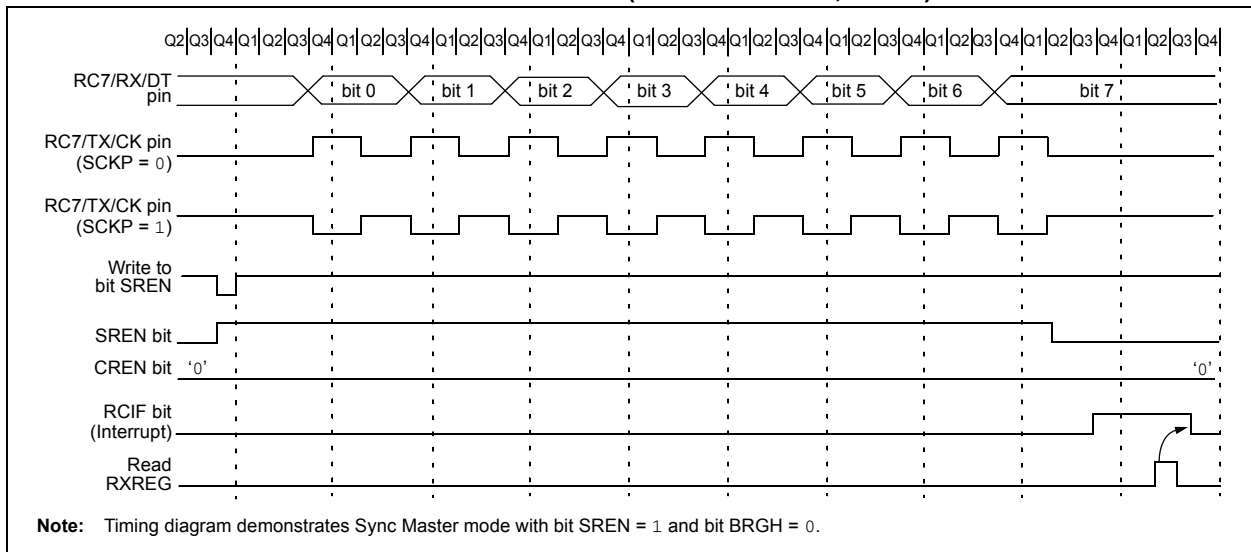 Q2|Q3|Q4|Q1|Q2|Q3|Q4|Q1|Q2|Q3|Q4|Q1|Q2|Q3|Q4|Q1|Q2|Q3|Q4|Q1|Q2|Q3|Q4|Q1|Q2|Q3|Q4|Q1|Q2|Q3|Q4|Q1|Q2|Q3|Q4|Q1|Q2|Q3|Q4|Q1|Q2|Q3|Q4|
RC7/RX/DT
pin
bit 0 bit 1 bit 2 bit 3 bit 4 bit 5 bit 6 bit 7
RC7/TX/CK pin
(SCKP = 0)
RC7/TX/CK pin
(SCKP = 1)
Write to
bit SREN
SREN bit
CREN bit ‘0’ ‘0’
RCIF bit
(Interrupt)
Read
RXREG
Note: Timing diagram demonstrates Sync Master mode with bit SREN = 1 and bit BRGH = 0.